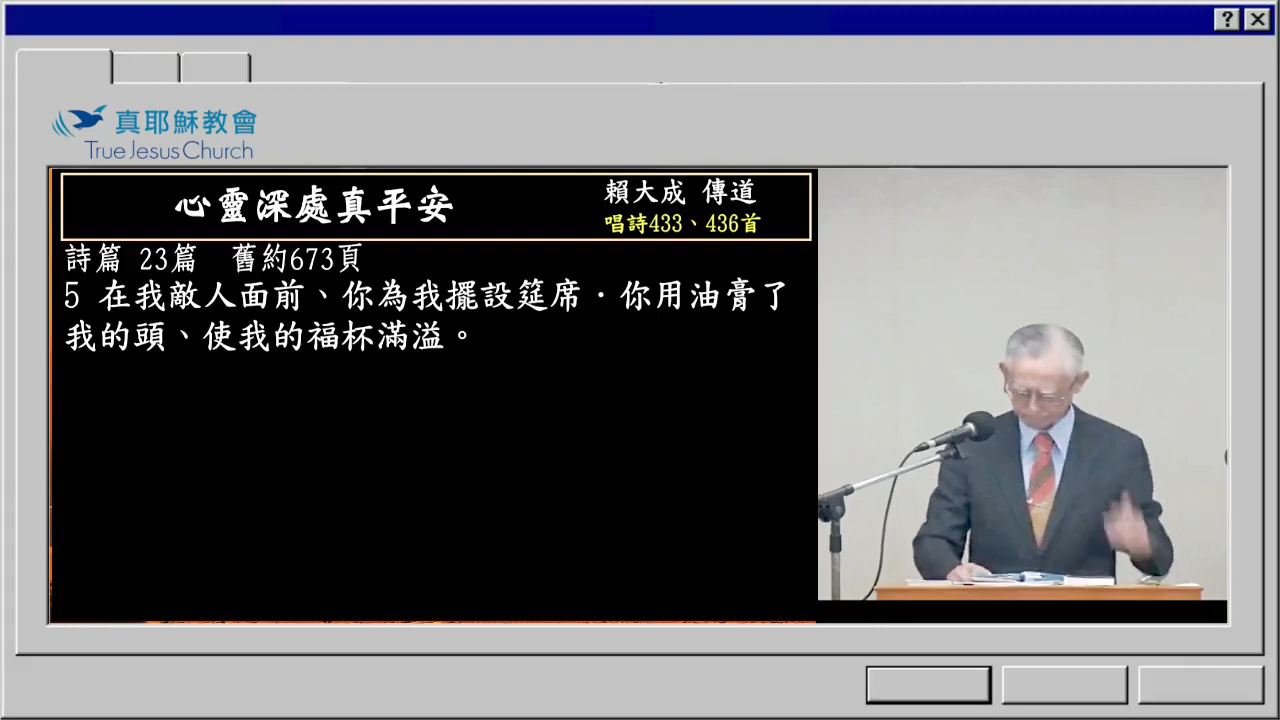 真耶穌教會
True Jesus Church
心靈深處真平安
賴大成 傳道
唱詩433、436首
詩篇 23篇 舊約673頁
5 在我敵人面前、你為我擺設筵席．你用油膏了
我的頭、使我的福杯滿溢。